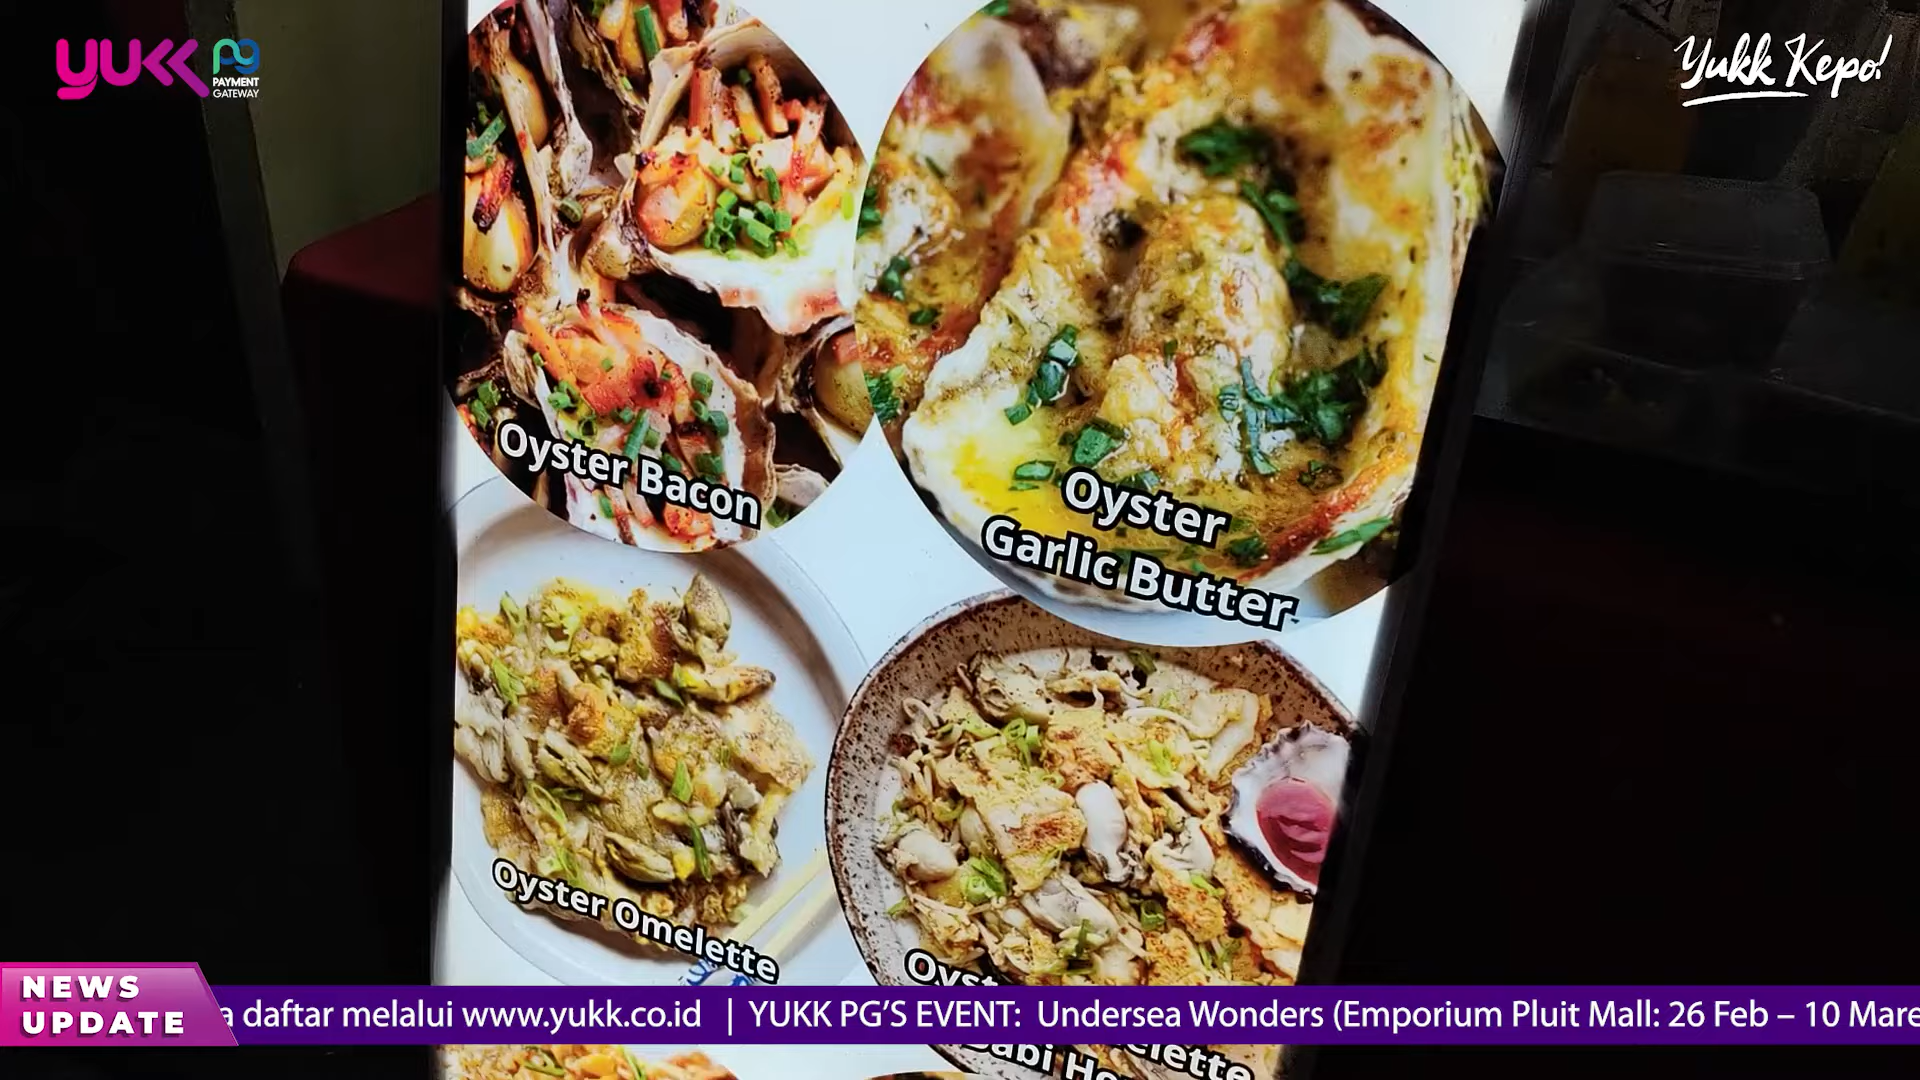 YUKK PG
PAYMENT
GATEWAY
Yukk Kepo!
Oyster Bacon
Oyster
Garlic Butter
Oyster Omelette
NEWS
UPDATE
a daftar melalui www.yukk.co.id | YUKK PG'S EVENT: Undersea Wonders (Emporium Pluit Mall: 26 Feb – 10 Mare